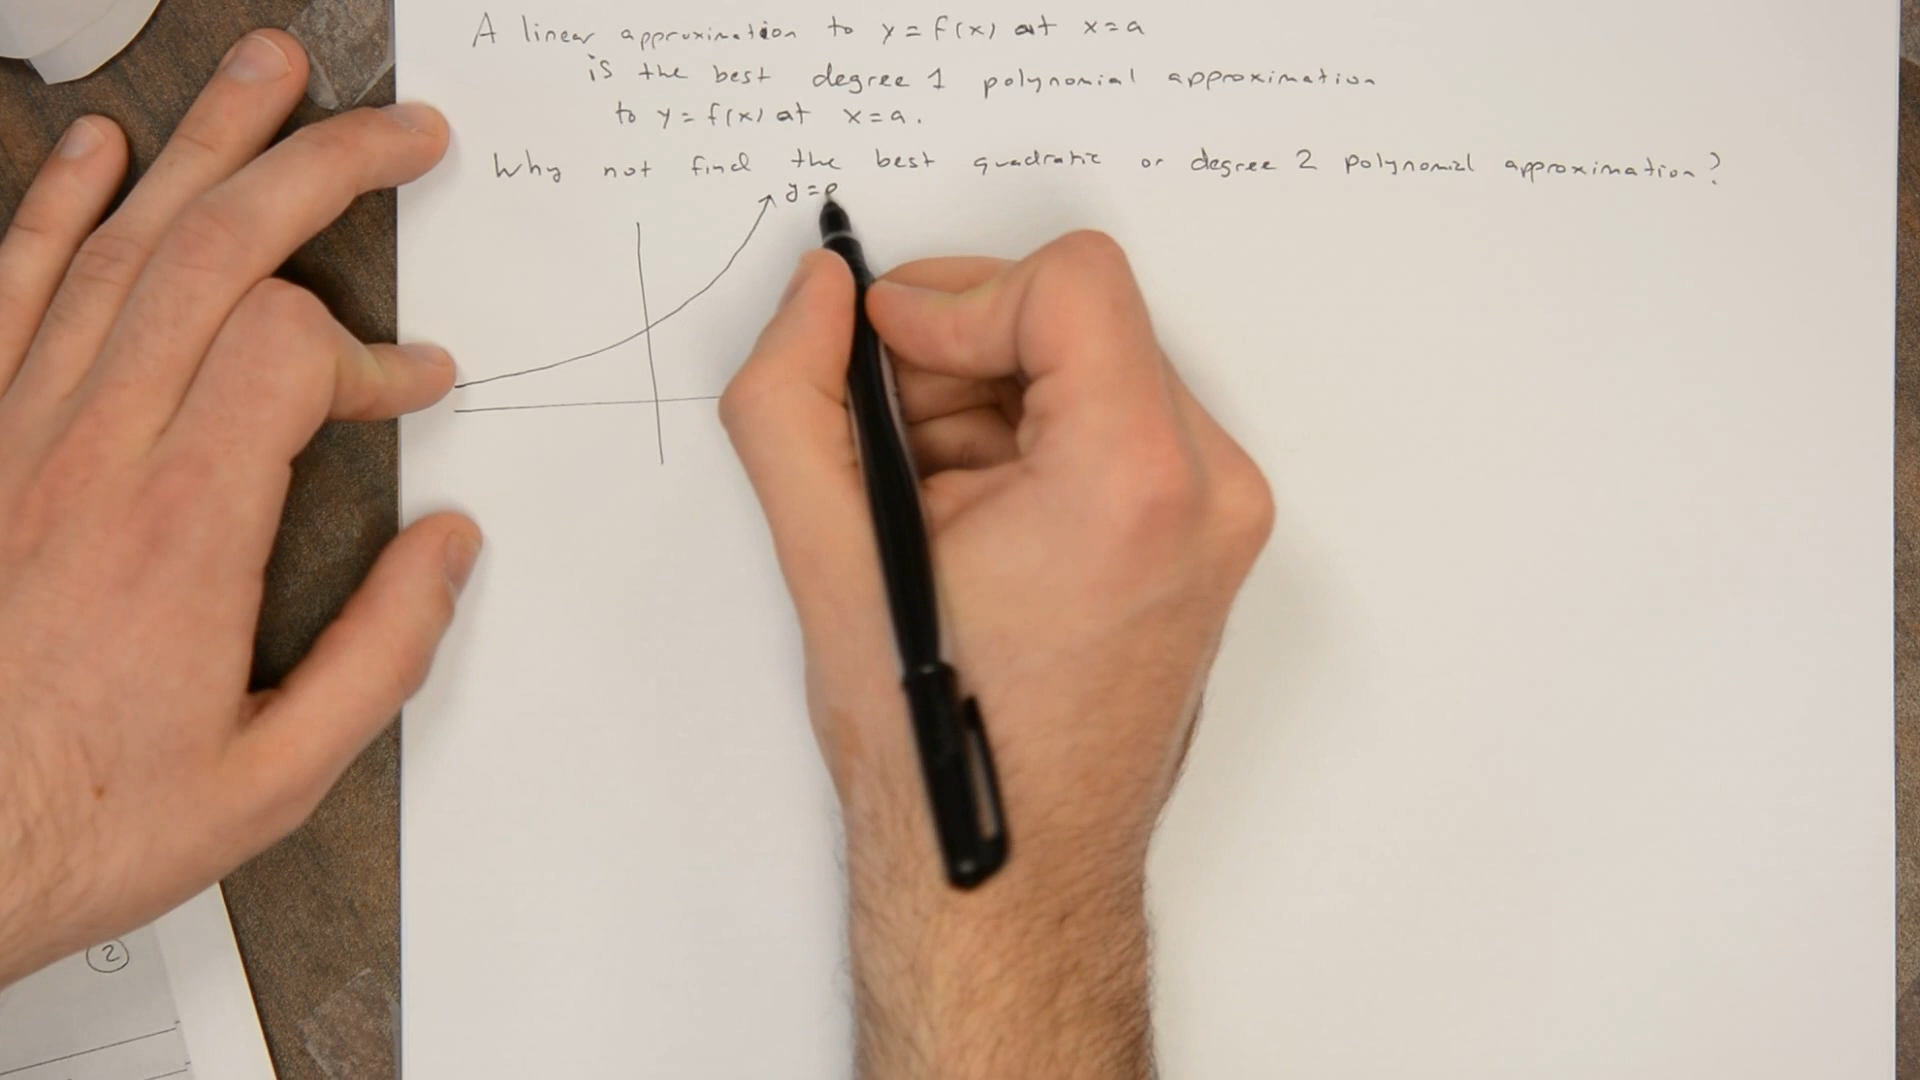 A linear approximation to y = f(x) at x=a
is the best degree 1 polynomial approximation
to y = f(x) at x=a.
Why not find the best quadratic or degree 2 polynomial approximation?
y=e
2